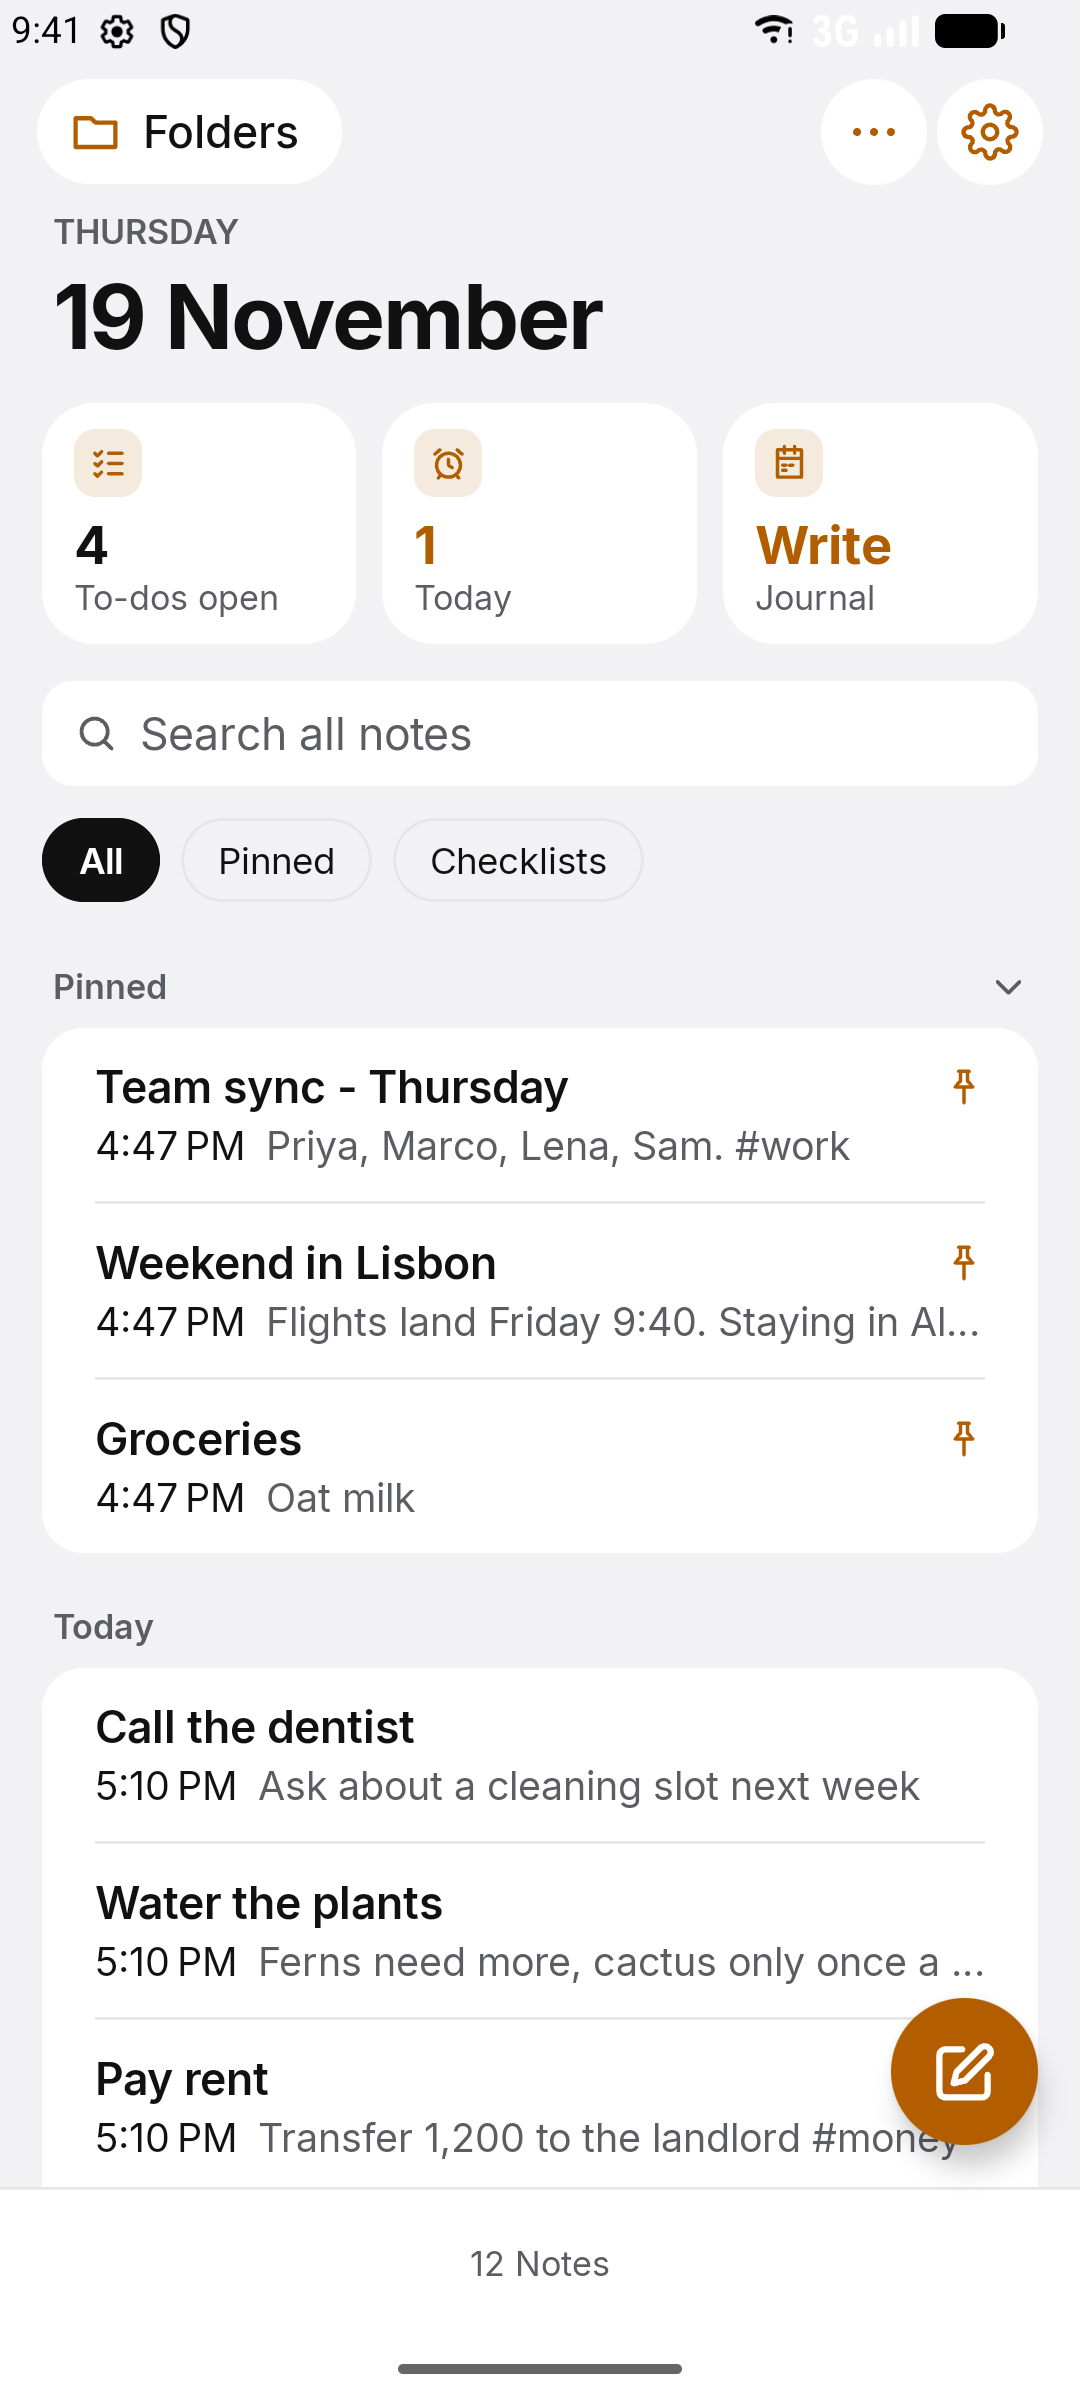 9:41
3G
Folders
THURSDAY
19 November
4
To-dos open
1
Today
Write
Journal
Search all notes
All
Pinned
Checklists
Pinned
Team sync - Thursday
4:47 PM Priya, Marco, Lena, Sam. #work
Weekend in Lisbon
4:47 PM Flights land Friday 9:40. Staying in Al...
Groceries
4:47 PM Oat milk
Today
Call the dentist
5:10 PM Ask about a cleaning slot next week
Water the plants
5:10 PM Ferns need more, cactus only once a ...
Pay rent
5:10 PM Transfer 1,200 to the landlord #money
12 Notes